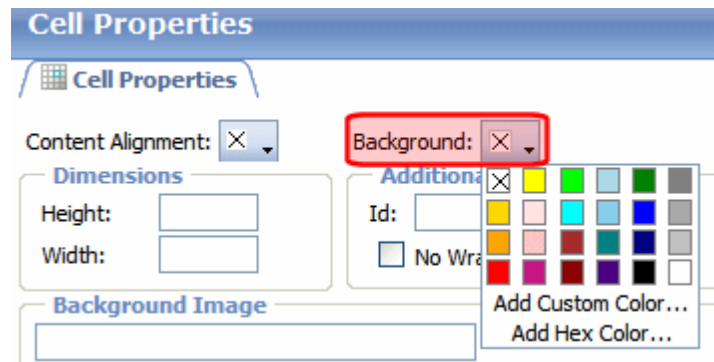 Cell Properties
Cell Properties
Content Alignment: Background:
Dimensions
Height:
Width:
Id:
No
Background Image
Add Custom Color...
Add Hex Color...